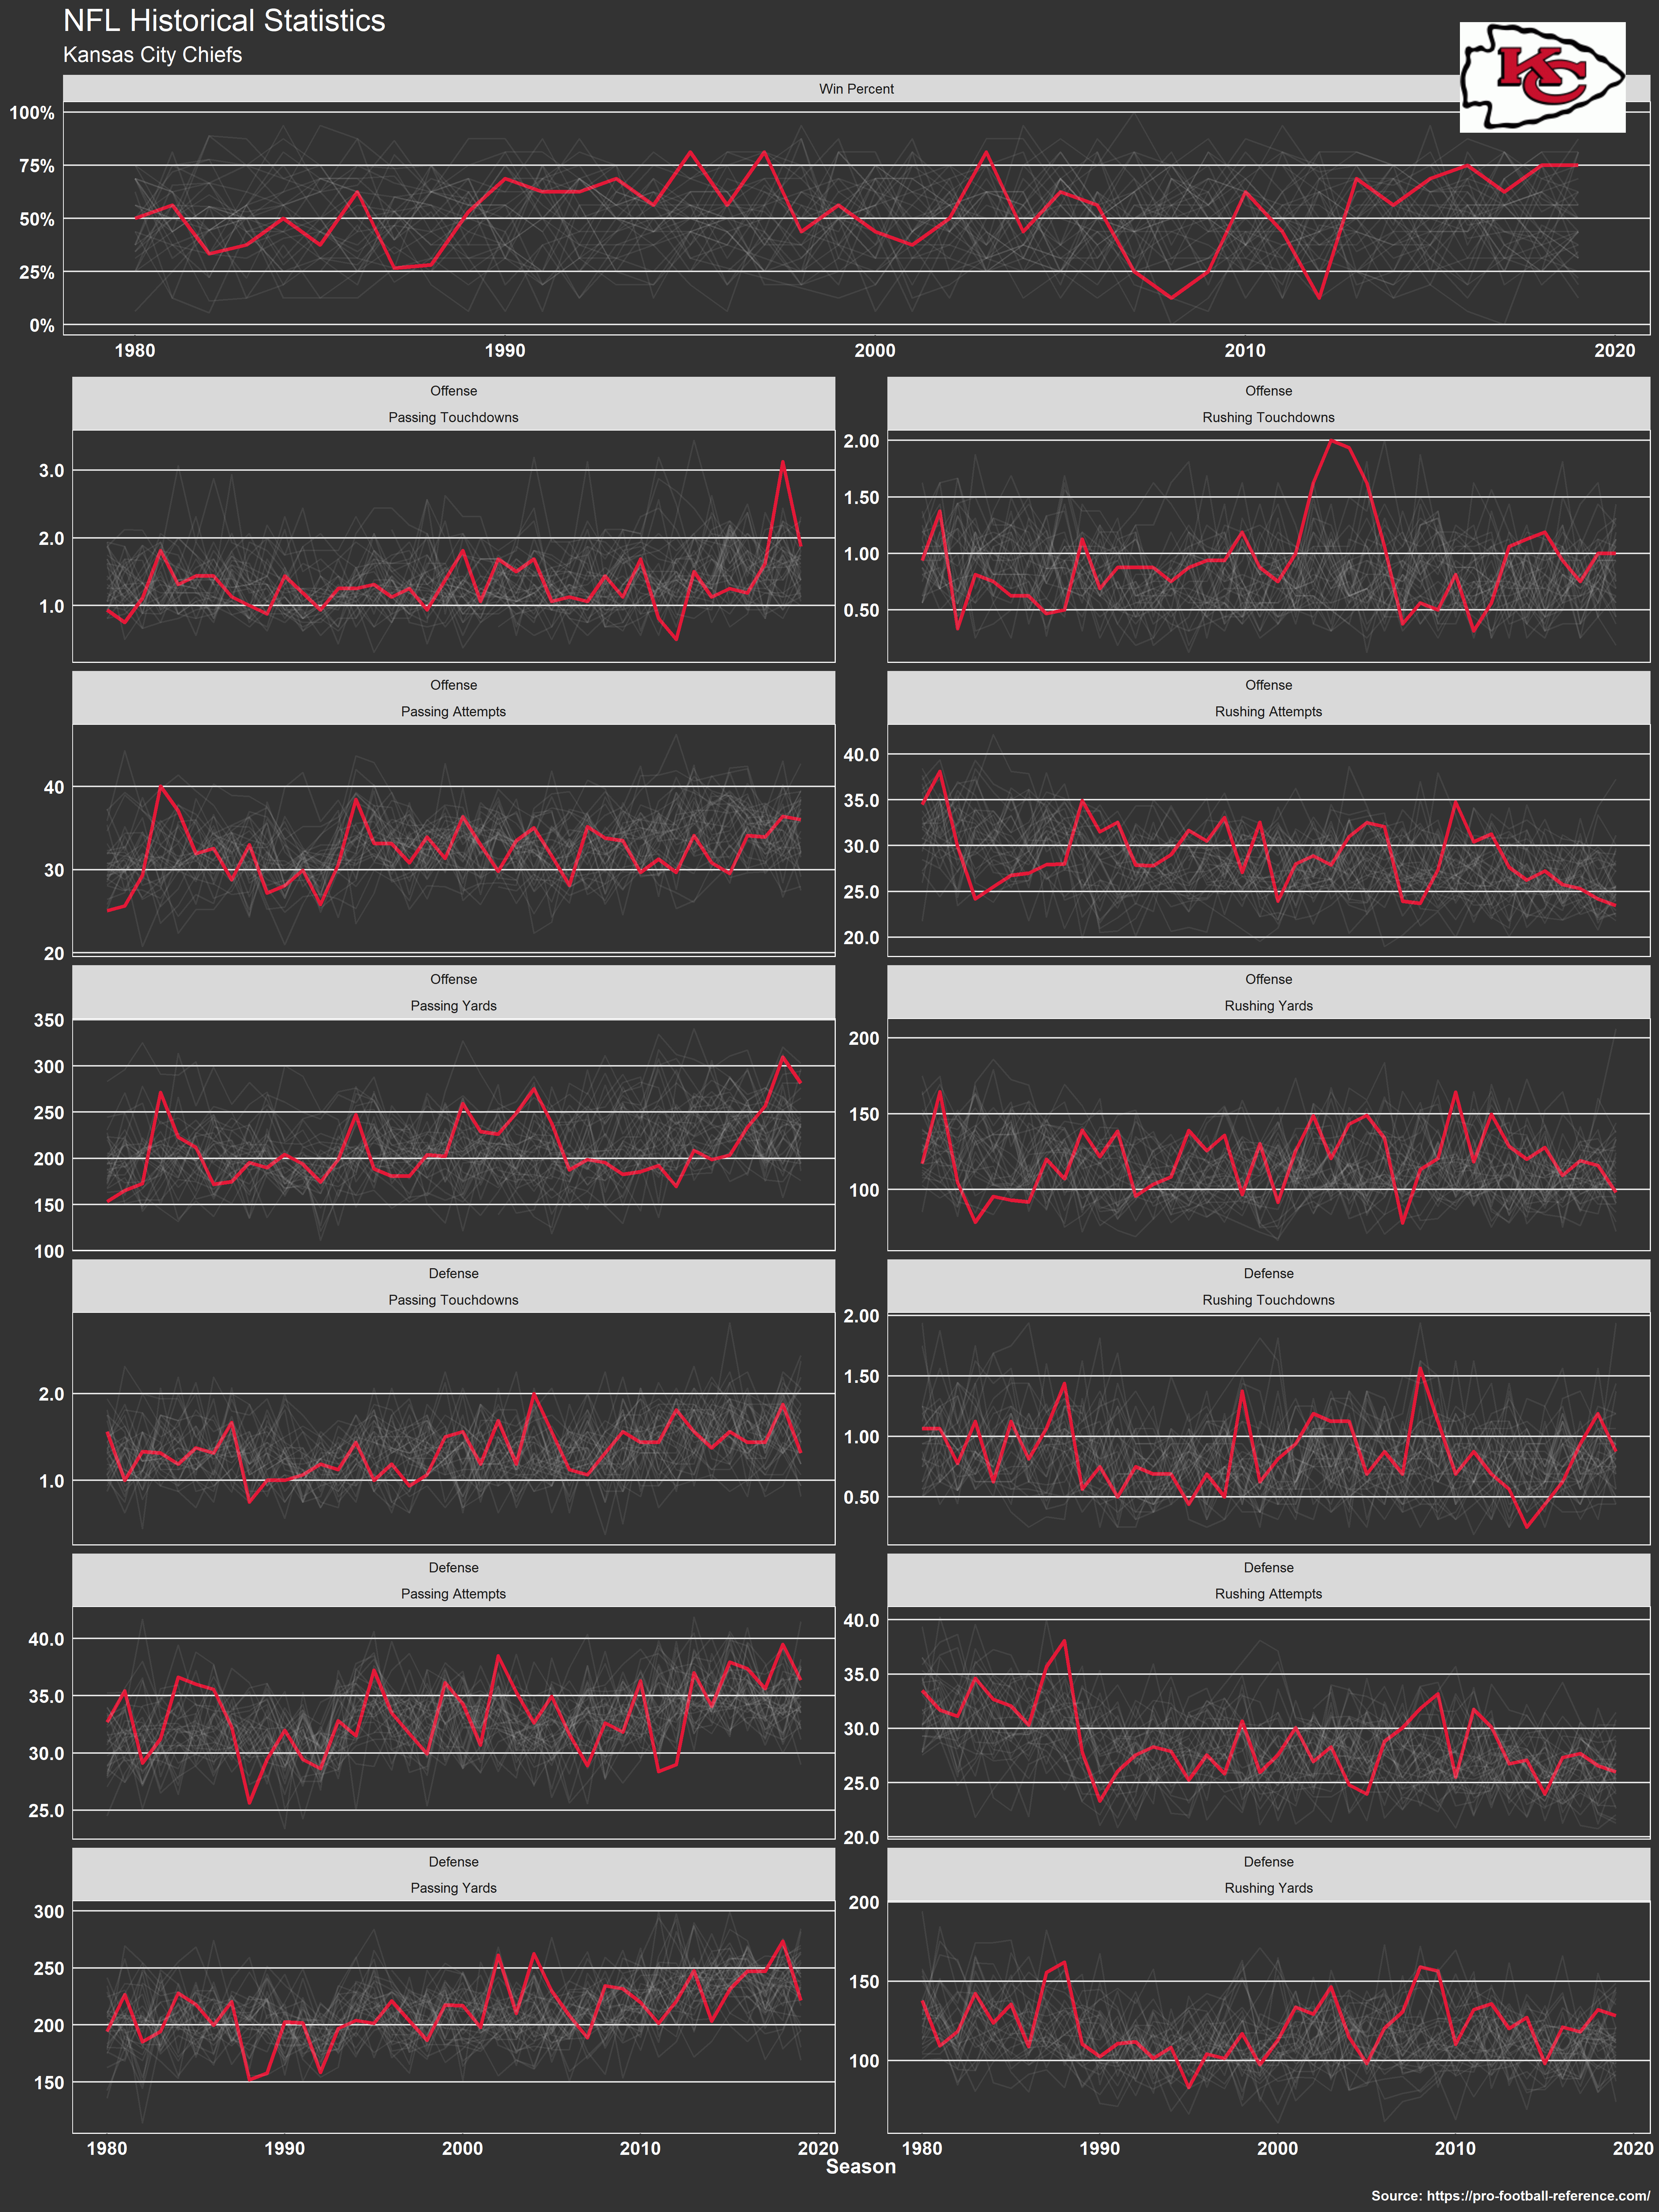 NFL Historical Statistics
Kansas City Chiefs
KC
Win Percent
100%
75%
50%
25%
0%
1980 1990 2000 2010 2020
Offense
Passing Touchdowns
3.0
2.0
1.0
Offense
Rushing Touchdowns
2.00
1.50
1.00
0.50
Offense
Passing Attempts
40
30
20
Offense
Rushing Attempts
40.0
35.0
30.0
25.0
20.0
Offense
Passing Yards
350
300
250
200
150
100
Offense
Rushing Yards
200
150
100
Defense
Passing Touchdowns
2.0
1.0
Defense
Rushing Touchdowns
2.00
1.50
1.00
0.50
Defense
Passing Attempts
40.0
35.0
30.0
25.0
Defense
Rushing Attempts
40.0
35.0
30.0
25.0
20.0
Defense
Passing Yards
300
250
200
150
Defense
Rushing Yards
200
150
100
1980 1990 2000 2010 2020
1980 1990 2000 2010 2020
Season
Source: https://pro-football-reference.com/